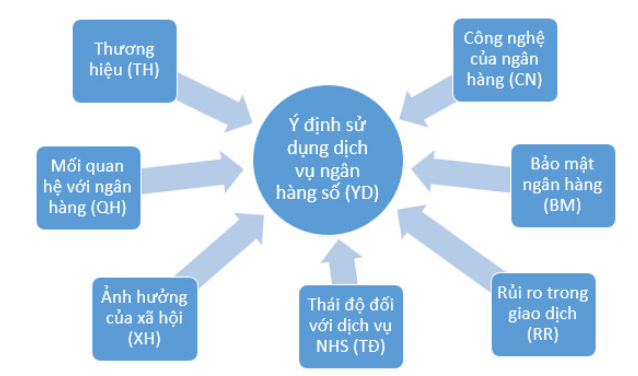 Thương
hiệu (TH)
Công nghệ
của ngân
hàng (CN)
Ý định sử
dụng dịch
vụ ngân
hàng số (YD)
Mối quan
hệ với ngân
hàng (QH)
Bảo mật
ngân hàng
(BM)
Ảnh hưởng
của xã hội
(XH)
Thái độ đối
với dịch vụ
NHS (TĐ)
Rủi ro trong
giao dịch
(RR)